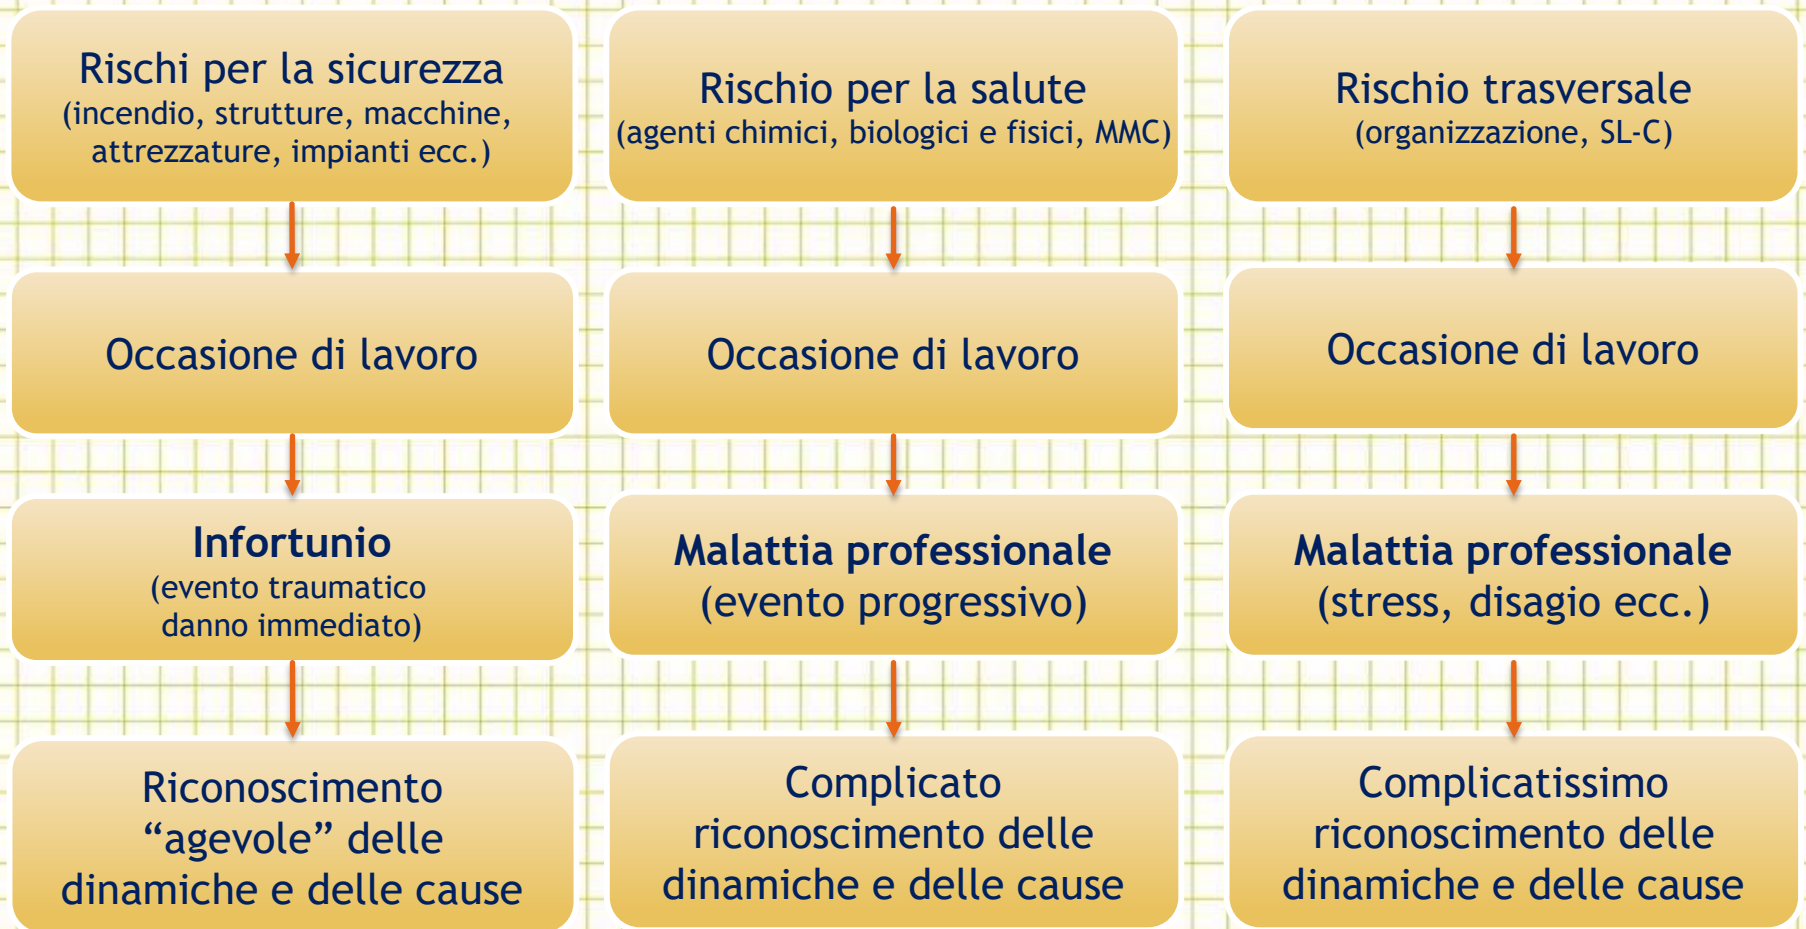 Rischi per la sicurezza
(incendio, strutture, macchine,
attrezzature, impianti ecc.)
Rischio per la salute
(agenti chimici, biologici e fisici, MMC)
Rischio trasversale
(organizzazione, SL-C)
Occasione di lavoro
Occasione di lavoro
Occasione di lavoro
Infortunio
(evento traumatico
danno immediato)
Malattia professionale
(evento progressivo)
Malattia professionale
(stress, disagio ecc.)
Riconoscimento
“agevole” delle
dinamiche e delle cause
Complicato
riconoscimento delle
dinamiche e delle cause
Complicatissimo
riconoscimento delle
dinamiche e delle cause